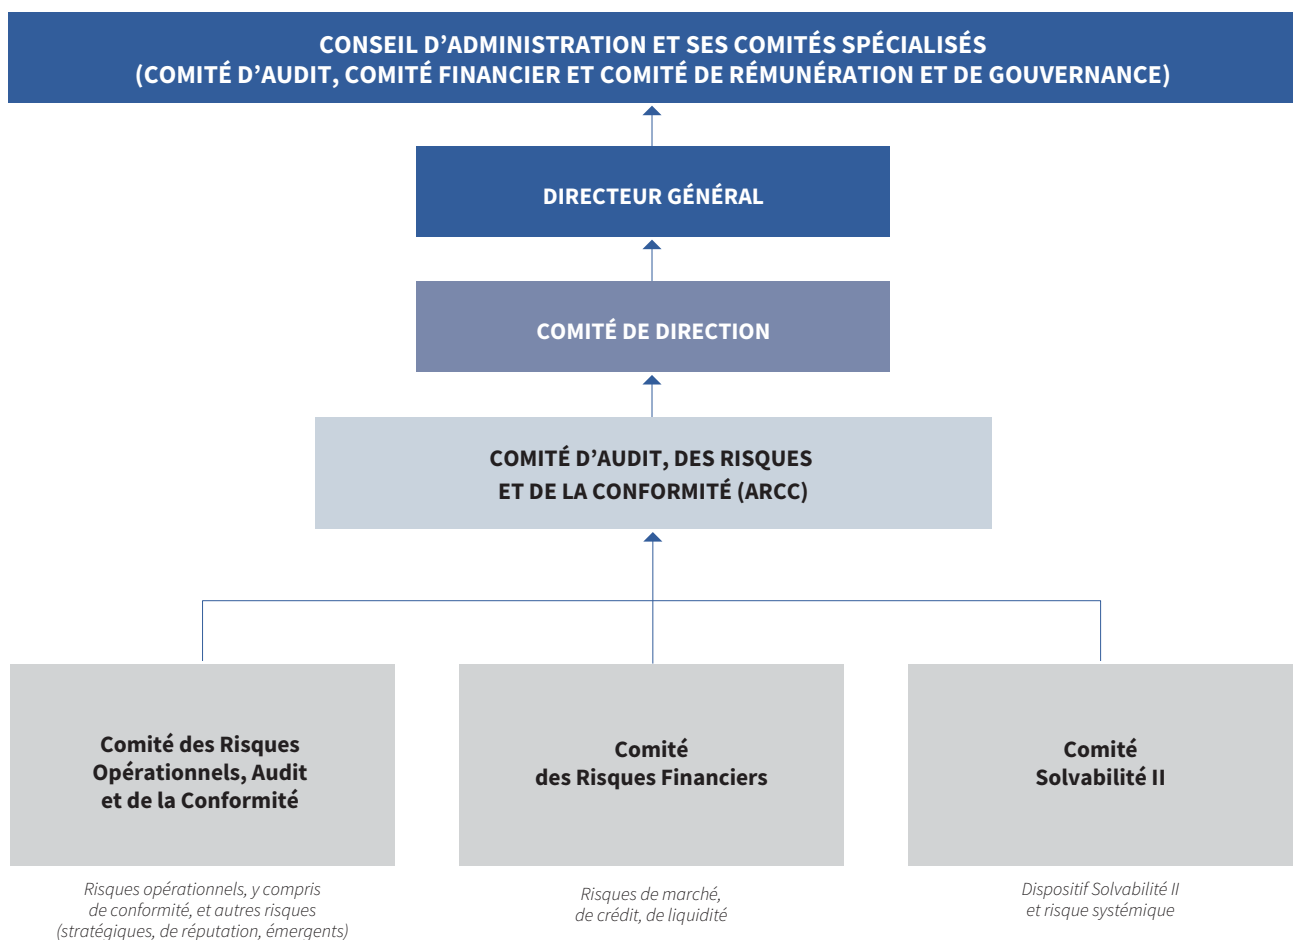 CONSEIL D’ADMINISTRATION ET SES COMITÉS SPÉCIALISÉS
(COMITÉ D’AUDIT, COMITÉ FINANCIER ET COMITÉ DE RÉMUNÉRATION ET DE GOUVERNANCE)
DIRECTEUR GÉNÉRAL
COMITÉ DE DIRECTION
COMITÉ D’AUDIT, DES RISQUES
ET DE LA CONFORMITÉ (ARCC)
Comité des Risques
Opérationnels, Audit
et de la Conformité
Comité
des Risques Financiers
Comité
Solvabilité II
Risques opérationnels, y compris
de conformité, et autres risques
(stratégiques, de réputation, émergents)
Risques de marché,
de crédit, de liquidité
Dispositif Solvabilité II
et risque systémique